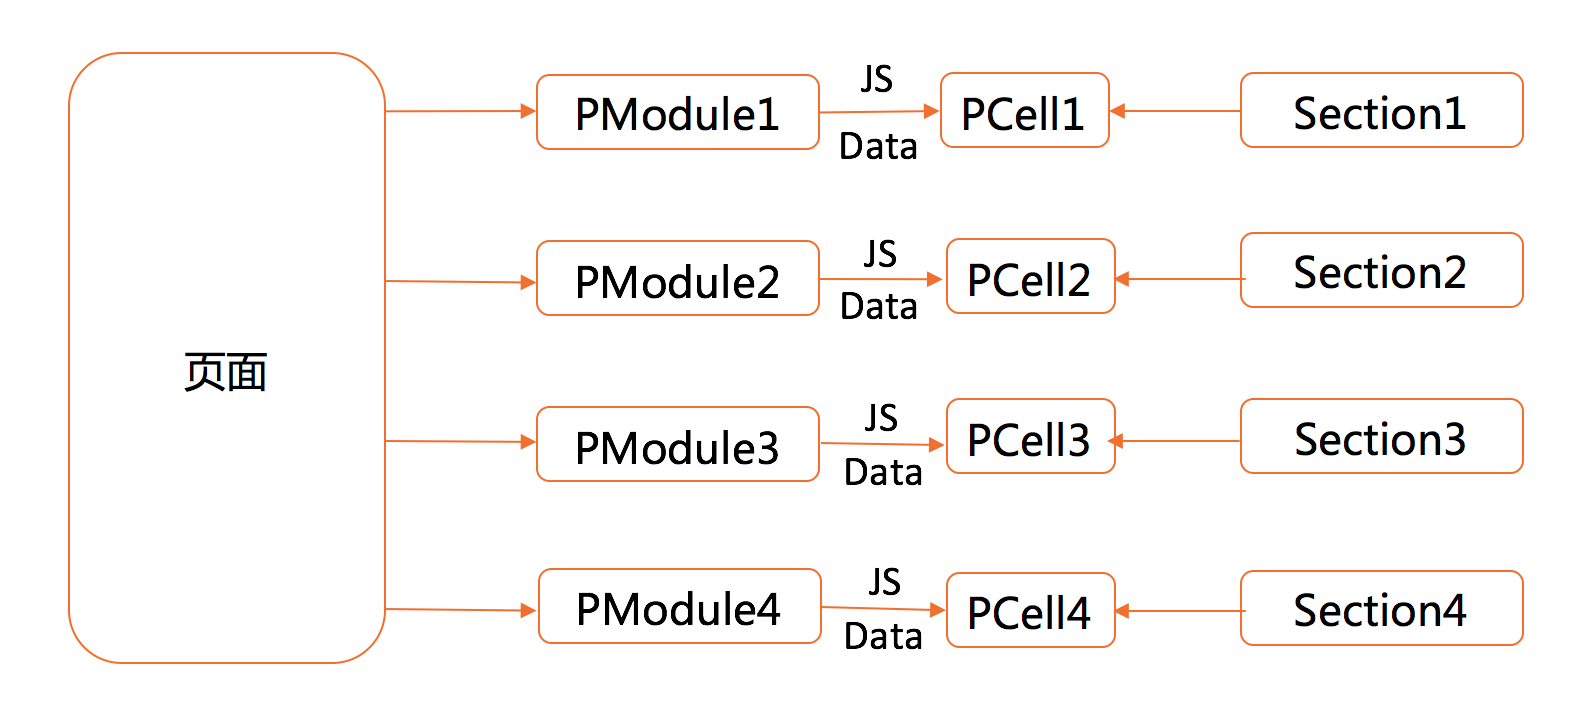 页面
PModule1
JS
Data
PCell1
Section1
PModule2
JS
Data
PCell2
Section2
PModule3
JS
Data
PCell3
Section3
PModule4
JS
Data
PCell4
Section4